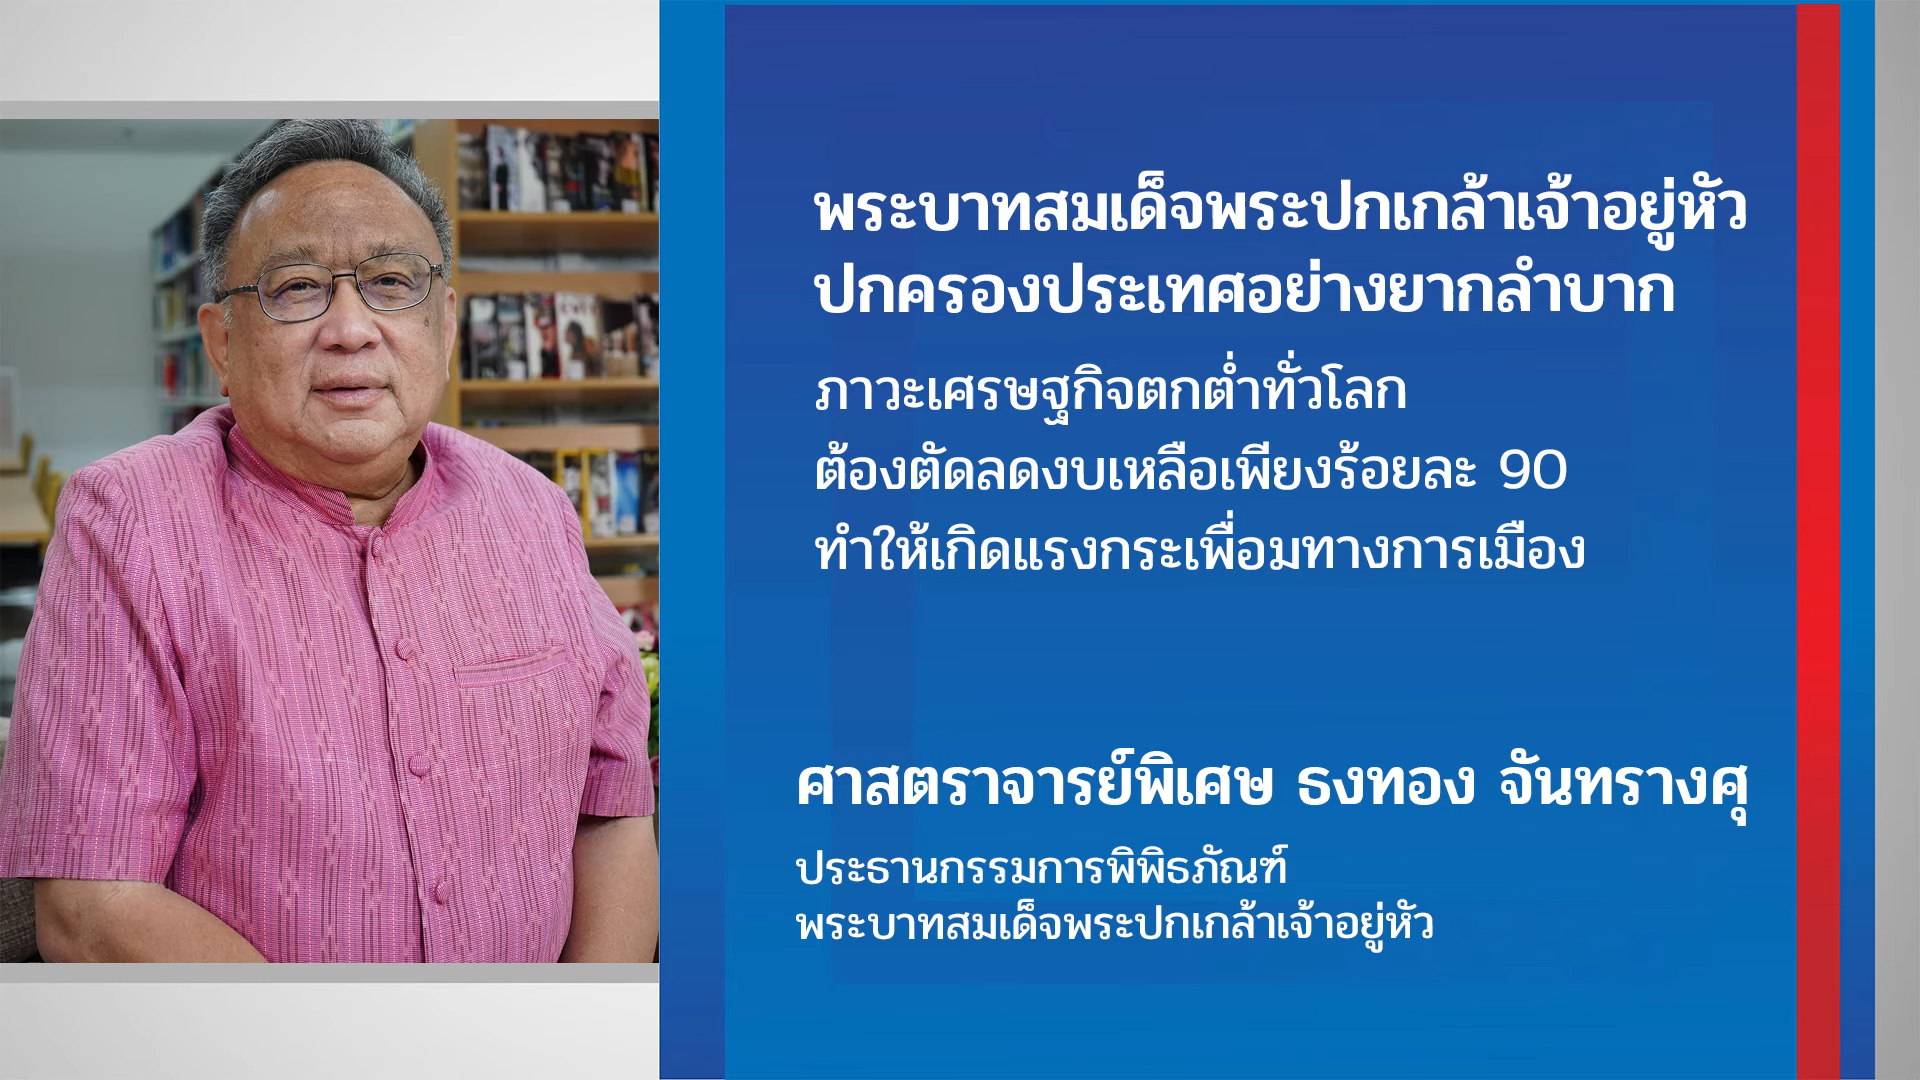 พระบาทสมเด็จพระปกเกล้าเจ้าอยู่หัว
ปกครองประเทศอย่างยากลำบาก
ภาวะเศรษฐกิจตกต่ำทั่วโลก
ต้องตัดลดงบเหลือเพียงร้อยละ 90
ทำให้เกิดแรงกระเพื่อมทางการเมือง
ศาสตราจารย์พิเศษ ธงทอง จันทรางศุ
ประธานกรรมการพิพิธภัณฑ์
พระบาทสมเด็จพระปกเกล้าเจ้าอยู่หัว